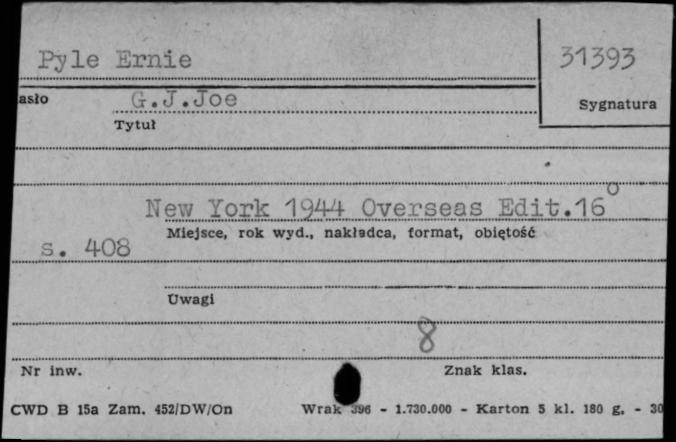 Pyle Ernie
31393
asło
G.J.Joe
Sygnatura
Tytuł
New York 1944 Overseas Edit.16°
Miejsce, rok wyd., nakładca, format, objętość
s. 408
Uwagi
8
Nr inw.
Znak klas.
CWD B 15a Zam. 452/DW/On Wrak 396 - 1.730.000 - Karton 5 kl. 180 g. - 30